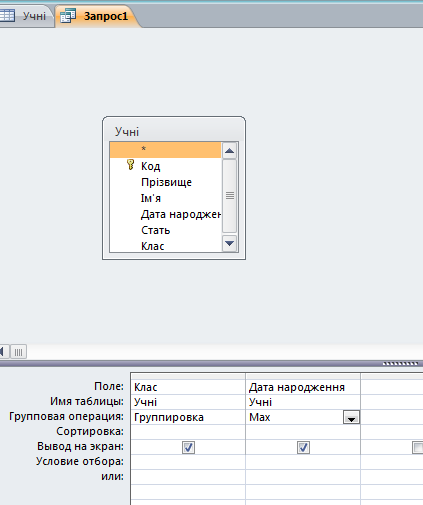 Учні Запрос1
Учні
*
Код
Прізвище
Ім'я
Дата народжен
Стать
Клас
Поле: Клас Дата народження
Имя таблицы: Учні Учні
Групповая операция: Группировка Max
Сортировка:
Вывод на экран:
Условие отбора:
или: